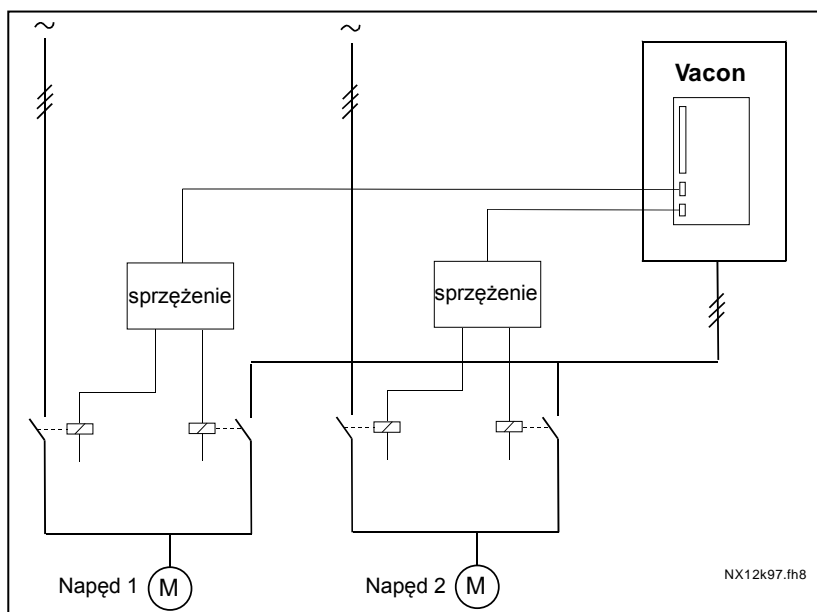 Vacon
sprzężenie
sprzężenie
Napęd 1
M
Napęd 2
M
NX12k97.fh8